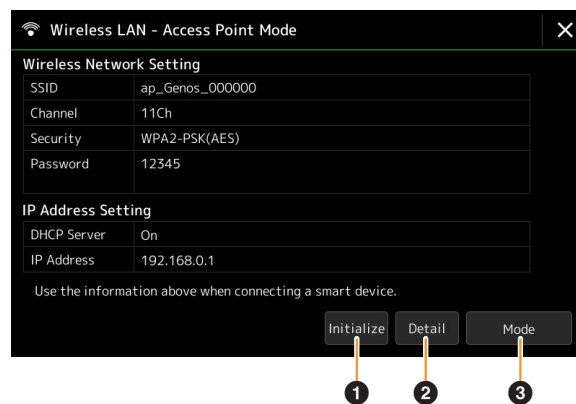 Wireless LAN - Access Point Mode
Wireless Network Setting
SSID ap_Genos_000000
Channel 11Ch
Security WPA2-PSK(AES)
Password 12345
IP Address Setting
DHCP Server On
IP Address 192.168.0.1
Use the information above when connecting a smart device.
Initialize Detail Mode
1 2 3